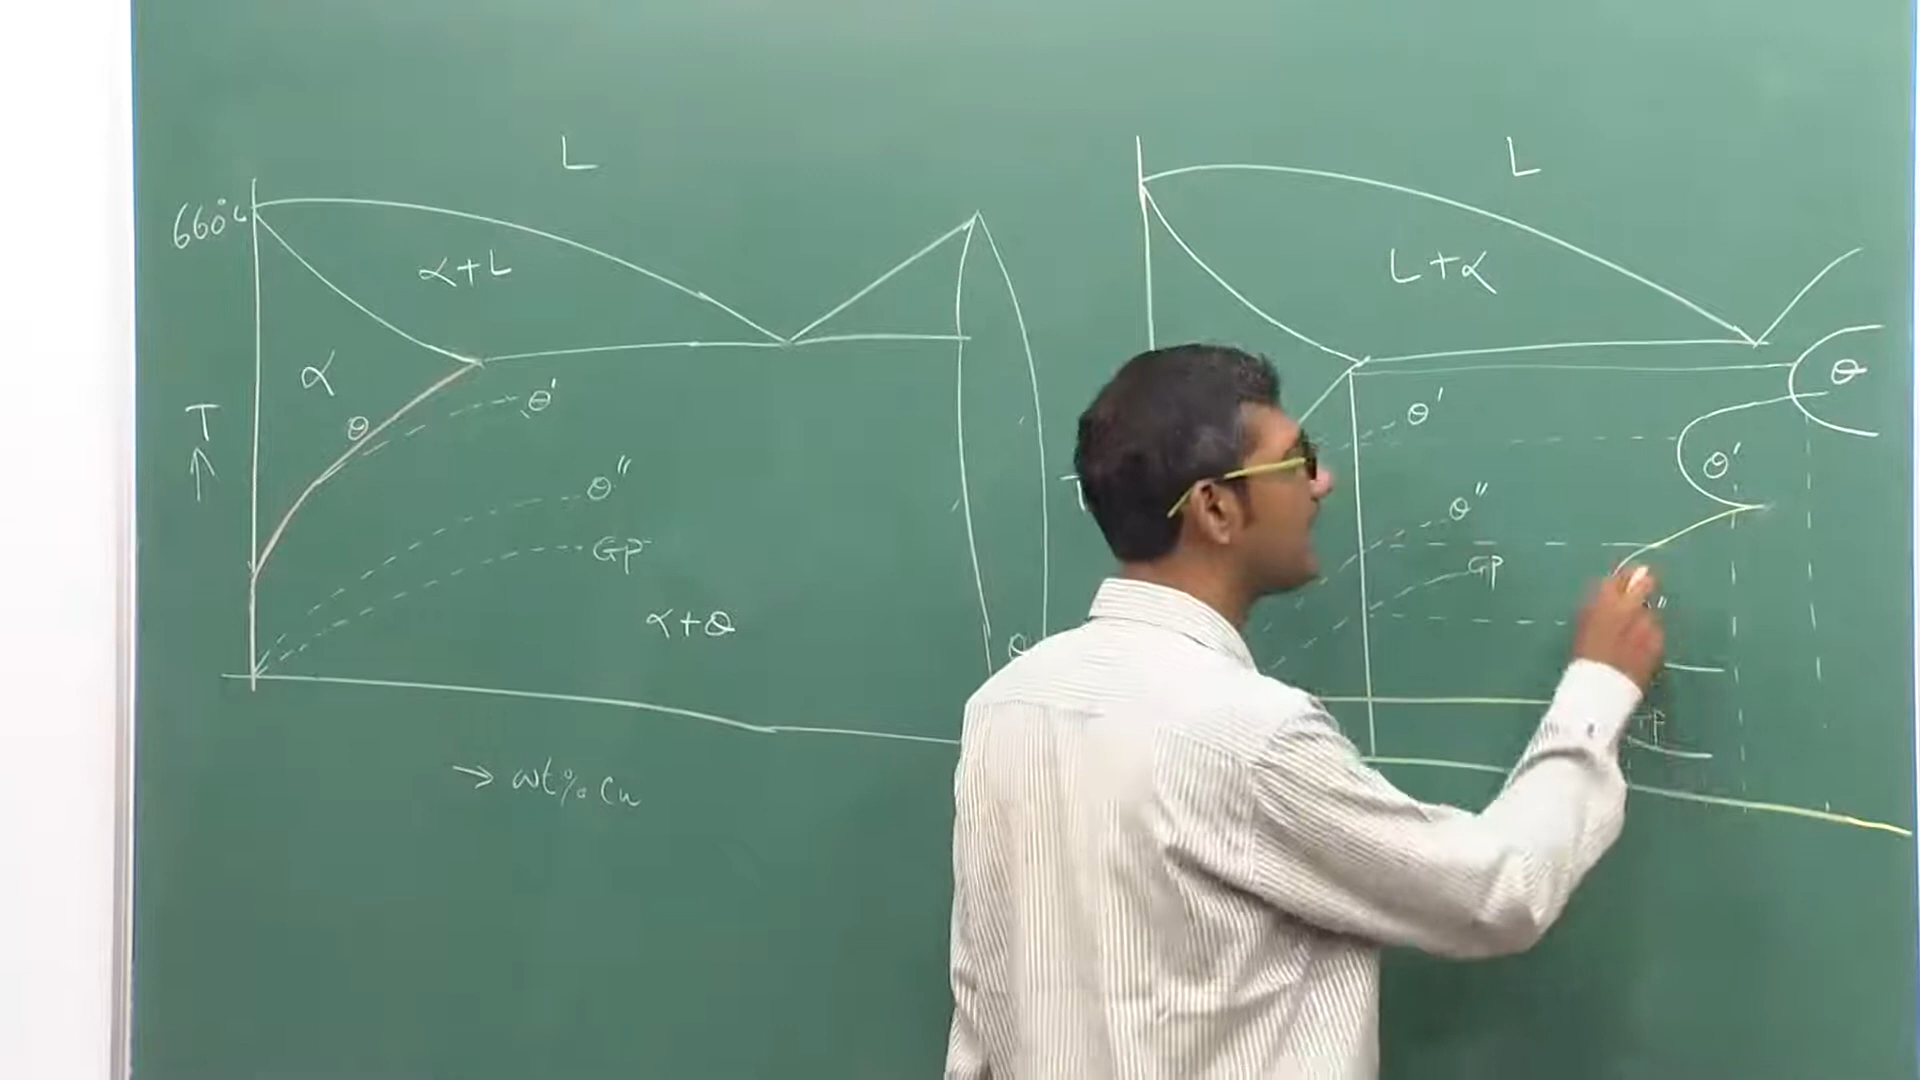 L
660°C
α+L
α
T
↑
θ
θ'
θ"
GP
α+θ
θ
→ wt% Cu
L
L+α
θ'
θ"
GP
θ
θ'